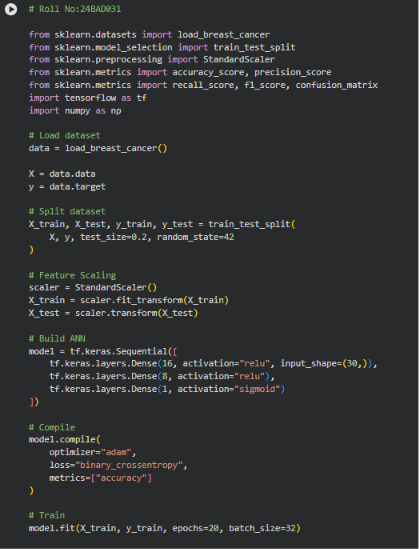 # Roll No:24BAD031
from sklearn.datasets import load_breast_cancer
from sklearn.model_selection import train_test_split
from sklearn.preprocessing import StandardScaler
from sklearn.metrics import accuracy_score, precision_score
from sklearn.metrics import recall_score, f1_score, confusion_matrix
import tensorflow as tf
import numpy as np
# Load dataset
data = load_breast_cancer()
X = data.data
y = data.target
# Split dataset
X_train, X_test, y_train, y_test = train_test_split(
    X, y, test_size=0.2, random_state=42
)
# Feature Scaling
scaler = StandardScaler()
X_train = scaler.fit_transform(X_train)
X_test = scaler.transform(X_test)
# Build ANN
model = tf.keras.Sequential([
    tf.keras.layers.Dense(16, activation="relu", input_shape=(30,)),
    tf.keras.layers.Dense(8, activation="relu"),
    tf.keras.layers.Dense(1, activation="sigmoid")
])
# Compile
model.compile(
    optimizer="adam",
    loss="binary_crossentropy",
    metrics=["accuracy"]
)
# Train
model.fit(X_train, y_train, epochs=20, batch_size=32)